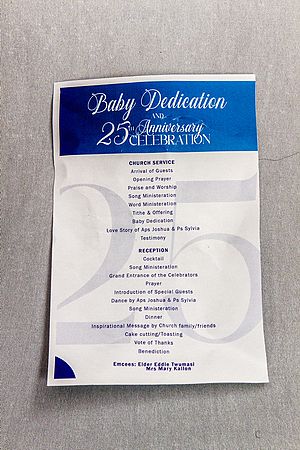 Baby Dedication
AND
25th Anniversary
CELEBRATION
25
CHURCH SERVICE
Arrival of Guests
Opening Prayer
Praise and Worship
Song Ministeration
Word Ministeration
Tithe & Offering
Baby Dedication
Love Story of Aps Joshua & Ps Sylvia
Testimony
RECEPTION
Cocktail
Song Ministeration
Grand Entrance of the Celebrators
Prayer
Introduction of Special Guests
Dance by Aps Joshua & Ps Sylvia
Song Ministeration
Dinner
Inspirational Message by Church family/friends
Cake cutting/Toasting
Vote of Thanks
Benediction
Emcees: Elder Eddie Twumasi
Mrs Mary Kallon